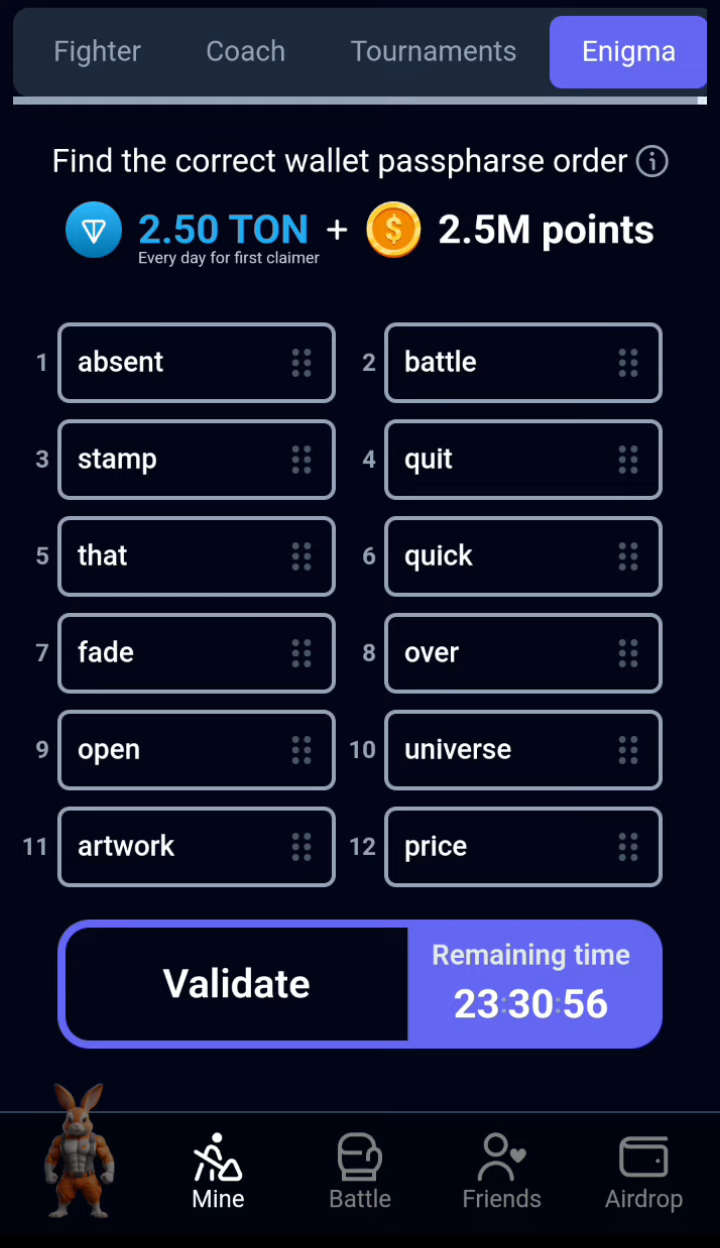 Fighter Coach Tournaments Enigma
Find the correct wallet passpharse order
2.50 TON + $ 2.5M points
Every day for first claimer
1 absent 2 battle
3 stamp 4 quit
5 that 6 quick
7 fade 8 over
9 open 10 universe
11 artwork 12 price
Validate Remaining time
23:30:56
Mine Battle Friends Airdrop